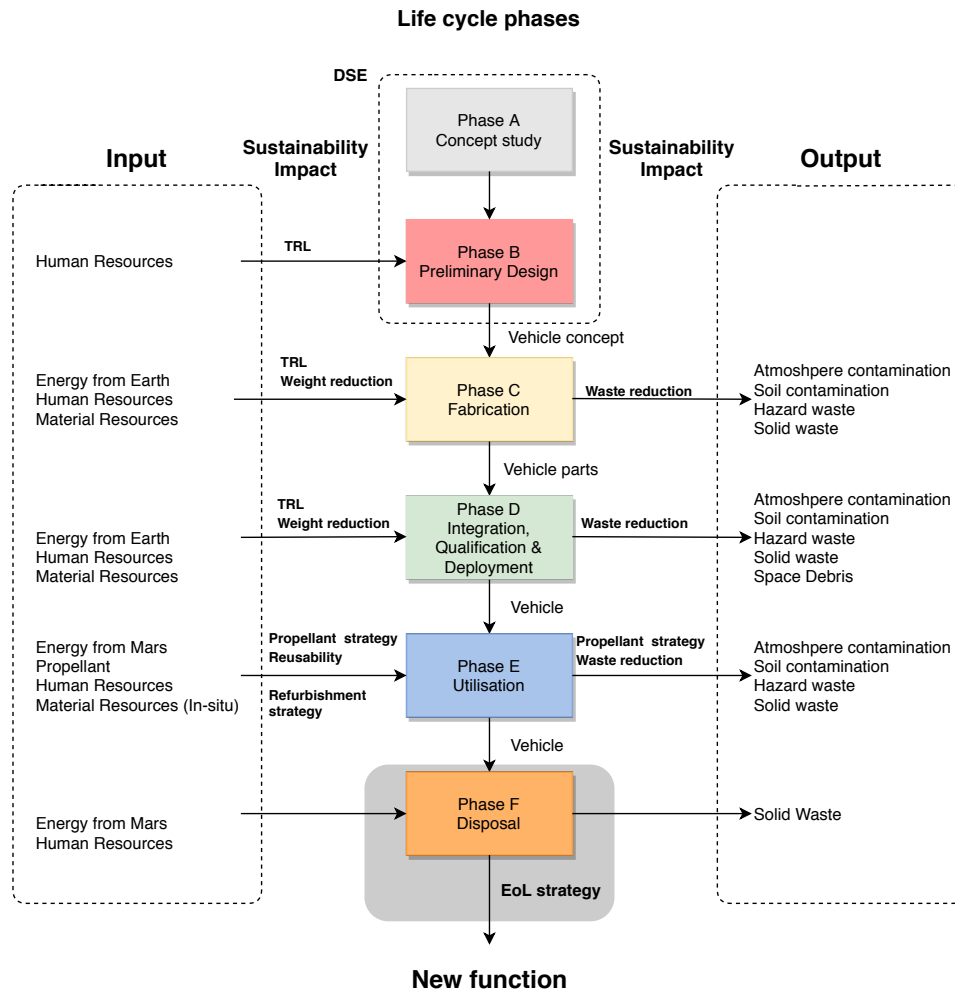 Life cycle phases
DSE
Phase A
Concept study
Input
Sustainability
Impact
Sustainability
Impact
Output
Human Resources
TRL
Phase B
Preliminary Design
Vehicle concept
Energy from Earth
Human Resources
Material Resources
TRL
Weight reduction
Phase C
Fabrication
Waste reduction
Atmoshpere contamination
Soil contamination
Hazard waste
Solid waste
Vehicle parts
Energy from Earth
Human Resources
Material Resources
TRL
Weight reduction
Phase D
Integration,
Qualification &
Deployment
Waste reduction
Atmoshpere contamination
Soil contamination
Hazard waste
Solid waste
Space Debris
Vehicle
Energy from Mars
Propellant
Human Resources
Material Resources (In-situ)
Propellant strategy
Reusability
Refurbishment
strategy
Phase E
Utilisation
Propellant strategy
Waste reduction
Atmoshpere contamination
Soil contamination
Hazard waste
Solid waste
Vehicle
Energy from Mars
Human Resources
Phase F
Disposal
Solid Waste
EoL strategy
New function